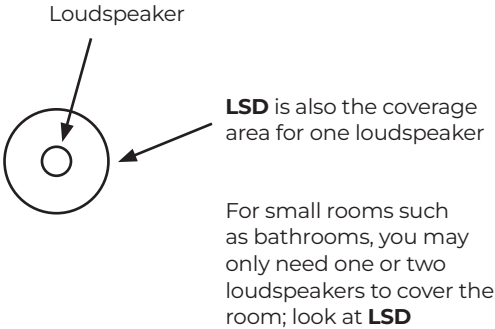 Loudspeaker
LSD is also the coverage
area for one loudspeaker
For small rooms such
as bathrooms, you may
only need one or two
loudspeakers to cover the
room; look at LSD